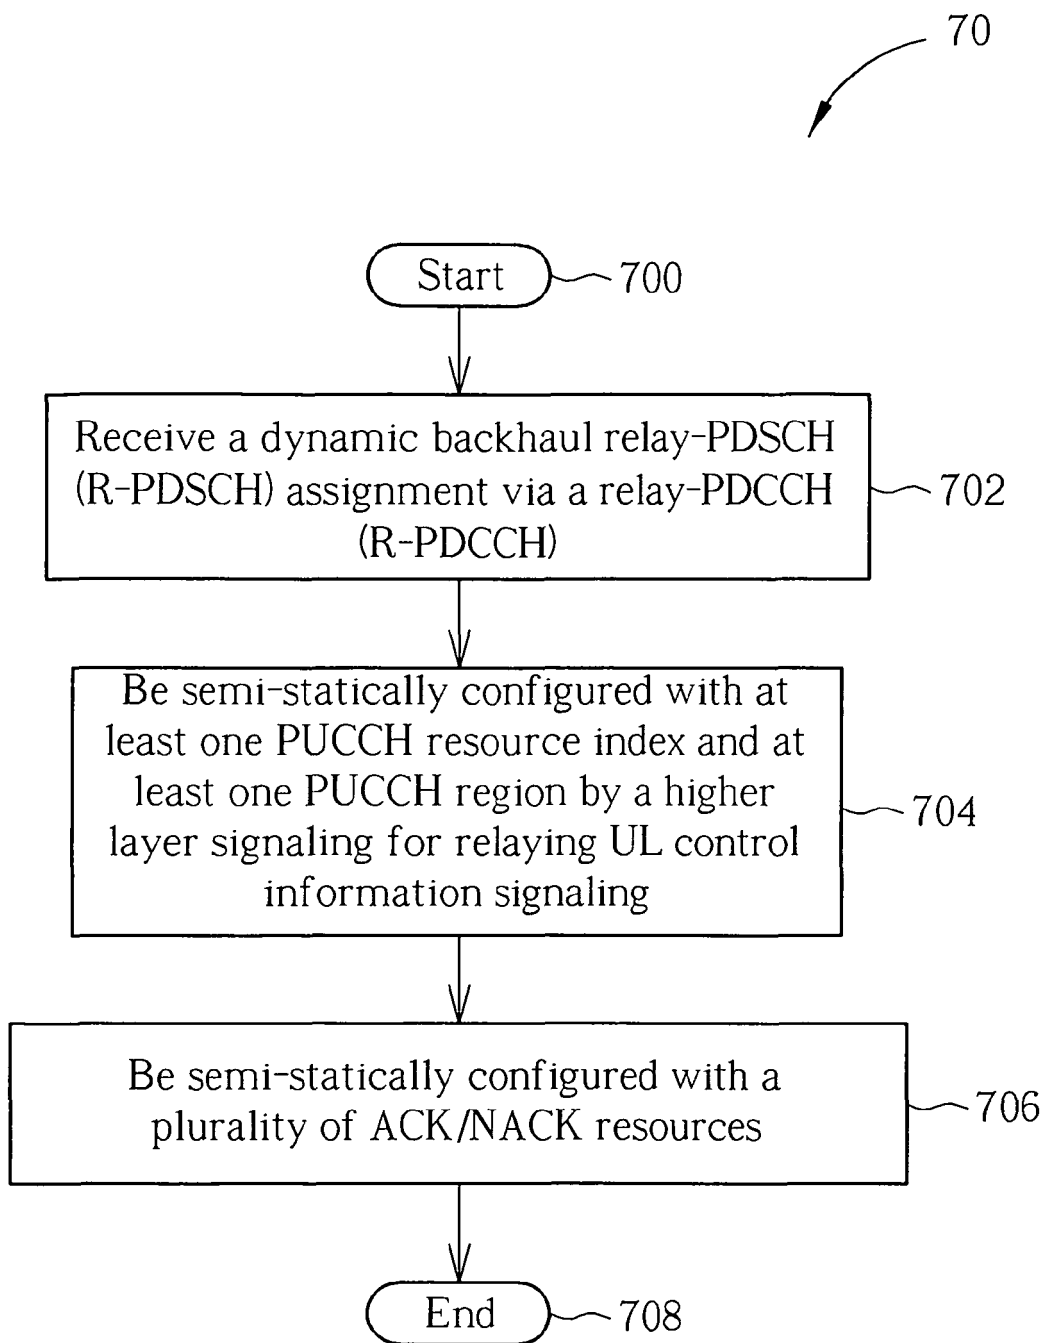 70
Start
700
Receive a dynamic backhaul relay-PDSCH
(R-PDSCH) assignment via a relay-PDCCH
(R-PDCCH)
702
Be semi-statically configured with at
least one PUCCH resource index and at
least one PUCCH region by a higher
layer signaling for relaying UL control
information signaling
704
Be semi-statically configured with a
plurality of ACK/NACK resources
706
End
708